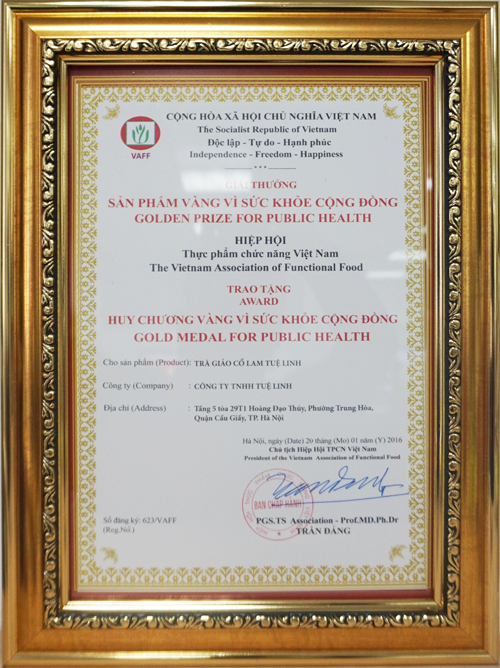 CỘNG HÒA XÃ HỘI CHỦ NGHĨA VIỆT NAM
The Socialist Republic of Vietnam
Độc lập - Tự do - Hạnh phúc
Independence - Freedom - Happiness
VAFF
GIẢI THƯỞNG
SẢN PHẨM VÀNG VÌ SỨC KHỎE CỘNG ĐỒNG
GOLDEN PRIZE FOR PUBLIC HEALTH
HIỆP HỘI
Thực phẩm chức năng Việt Nam
The Vietnam Association of Functional Food
TRAO TẶNG
AWARD
HUY CHƯƠNG VÀNG VÌ SỨC KHỎE CỘNG ĐỒNG
GOLD MEDAL FOR PUBLIC HEALTH
Cho sản phẩm (Product): TRÀ GIẢO CỔ LAM TUỆ LINH
Công ty (Company) : CÔNG TY TNHH TUỆ LINH
Địa chỉ (Address) : Tầng 5 tòa 29T1 Hoàng Đạo Thúy, Phường Trung Hòa,
Quận Cầu Giấy, TP. Hà Nội
Hà Nội, ngày (Date) 20 tháng (Mo) 01 năm (Y) 2016
Chủ tịch Hiệp Hội TPCN Việt Nam
President of the Vietnam Association of Functional Food
BAN CHẤP HÀNH
Số đăng ký: 623/VAFF
(Reg.No.)
PGS.TS Association - Prof.MD.Ph.Dr
TRẦN ĐÁNG